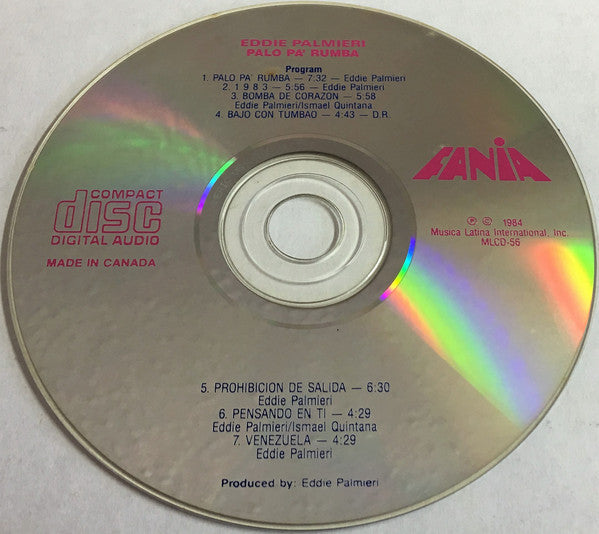 EDDIE PALMIERI
PALO PA' RUMBA
Program
1. PALO PA' RUMBA — 7:32 — Eddie Palmieri
2. 1 9 8 3 — 5:56 — Eddie Palmieri
3. BOMBA DE CORAZON — 5:58
Eddie Palmieri/Ismael Quintana
4. BAJO CON TUMBAO — 4:43 — D.R.
FANIA
COMPACT
disc
DIGITAL AUDIO
MADE IN CANADA
℗ © 1984
Musica Latina International, Inc.
MLCD-56
5. PROHIBICION DE SALIDA — 6:30
Eddie Palmieri
6. PENSANDO EN TI — 4:29
Eddie Palmieri/Ismael Quintana
7. VENEZUELA — 4:29
Eddie Palmieri
Produced by: Eddie Palmieri